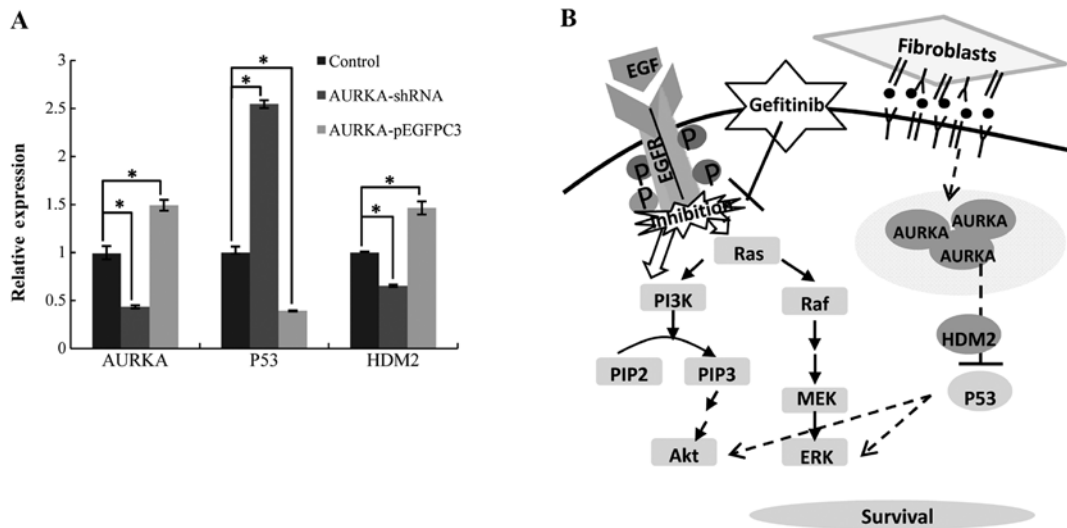 A
Relative expression
3
2.5
2
1.5
1
0.5
0
Control
AURKA-shRNA
AURKA-pEGFPC3
*
*
*
*
*
*
AURKA
P53
HDM2
B
EGF
EGFR
P
P
P
P
Inhibition
Gefitinib
Fibroblasts
AURKA
AURKA
AURKA
Ras
PI3K
Raf
HDM2
PIP2
PIP3
MEK
P53
Akt
ERK
Survival